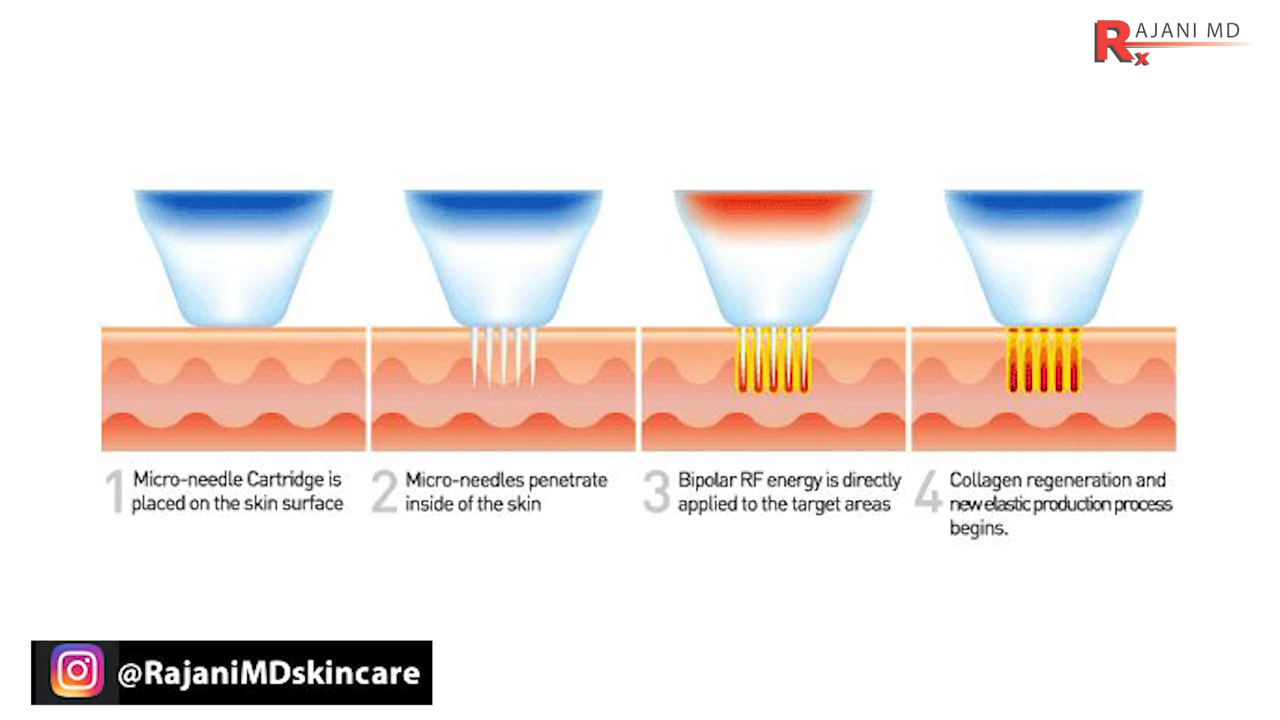 RAJANI MD
Rx
1 Micro-needle Cartridge is
placed on the skin surface
2 Micro-needles penetrate
inside of the skin
3 Bipolar RF energy is directly
applied to the target areas
4 Collagen regeneration and
new elastic production process
begins.
@RajaniMDskincare